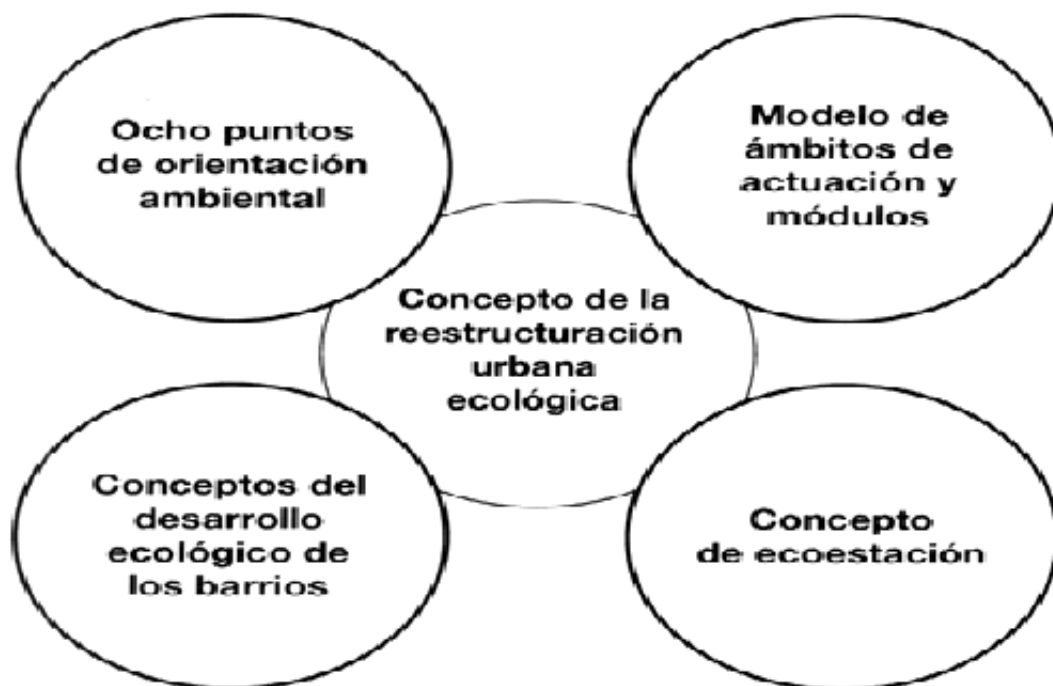 Ocho puntos
de orientación
ambiental
Modelo de
ámbitos de
actuación y
módulos
Concepto de la
reestructuración
urbana
ecológica
Conceptos del
desarrollo
ecológico de
los barrios
Concepto
de ecoestación